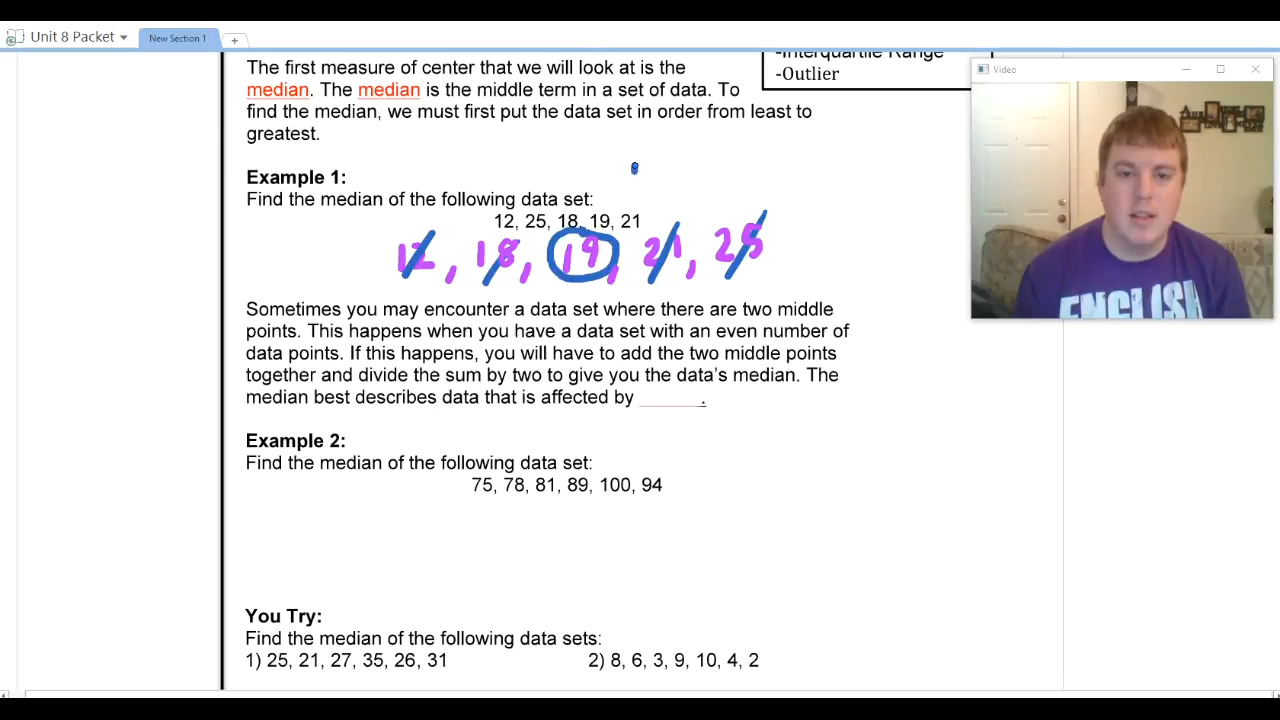 Unit 8 Packet
New Section 1
+
-Interquartile Range
-Outlier
Video
The first measure of center that we will look at is the
median. The median is the middle term in a set of data. To
find the median, we must first put the data set in order from least to
greatest.
Example 1:
Find the median of the following data set:
12, 25, 18, 19, 21
12, 18, 19, 21, 25
Sometimes you may encounter a data set where there are two middle
points. This happens when you have a data set with an even number of
data points. If this happens, you will have to add the two middle points
together and divide the sum by two to give you the data's median. The
median best describes data that is affected by ______.
Example 2:
Find the median of the following data set:
75, 78, 81, 89, 100, 94
You Try:
Find the median of the following data sets:
1) 25, 21, 27, 35, 26, 31 2) 8, 6, 3, 9, 10, 4, 2
ENGLISH